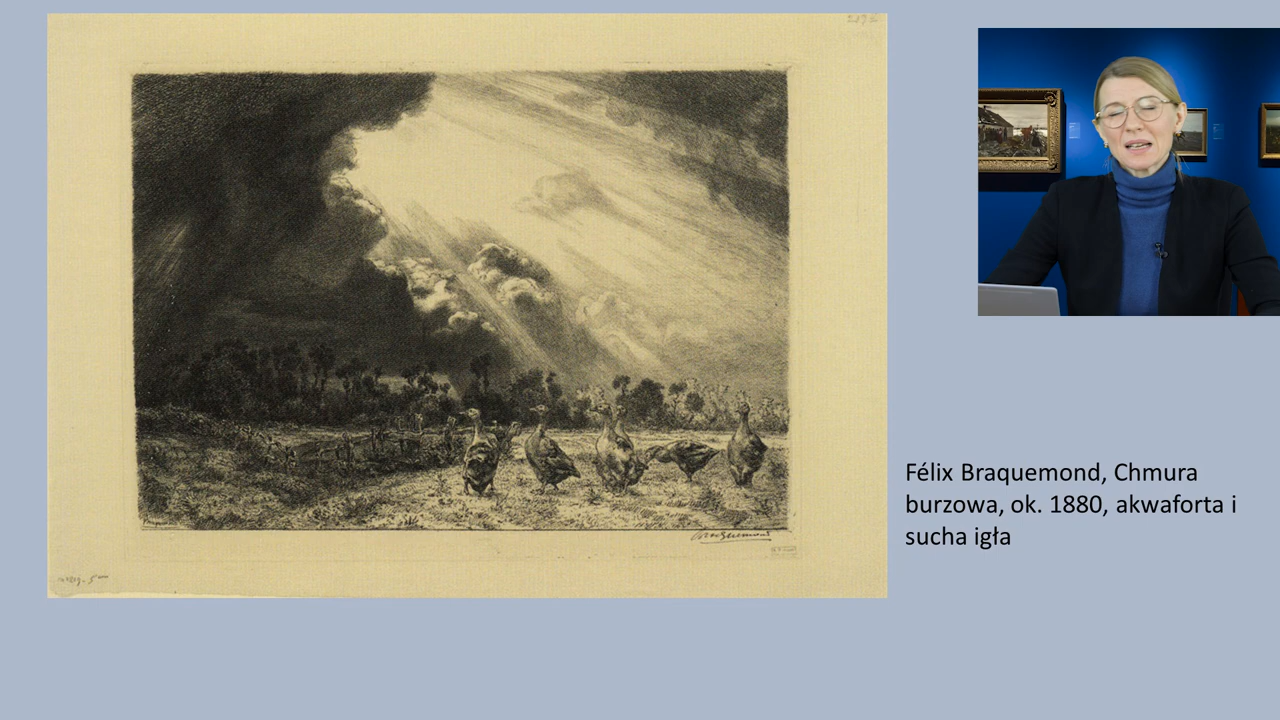 Félix Braquemond, Chmura
burzowa, ok. 1880, akwaforta i
sucha igła